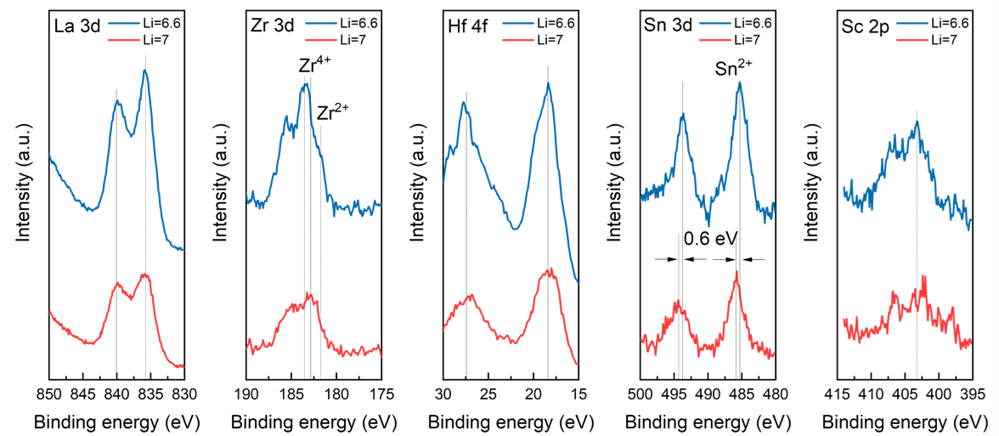 La 3d
Li=6.6
Li=7
Intensity (a.u.)
850 845 840 835 830
Binding energy (eV)
Zr 3d
Li=6.6
Li=7
Zr⁴⁺
Zr²⁺
Intensity (a.u.)
190 185 180 175
Binding energy (eV)
Hf 4f
Li=6.6
Li=7
Intensity (a.u.)
30 25 20 15
Binding energy (eV)
Sn 3d
Li=6.6
Li=7
Sn²⁺
0.6 eV
Intensity (a.u.)
500 495 490 485 480
Binding energy (eV)
Sc 2p
Li=6.6
Li=7
Intensity (a.u.)
415 410 405 400 395
Binding energy (eV)